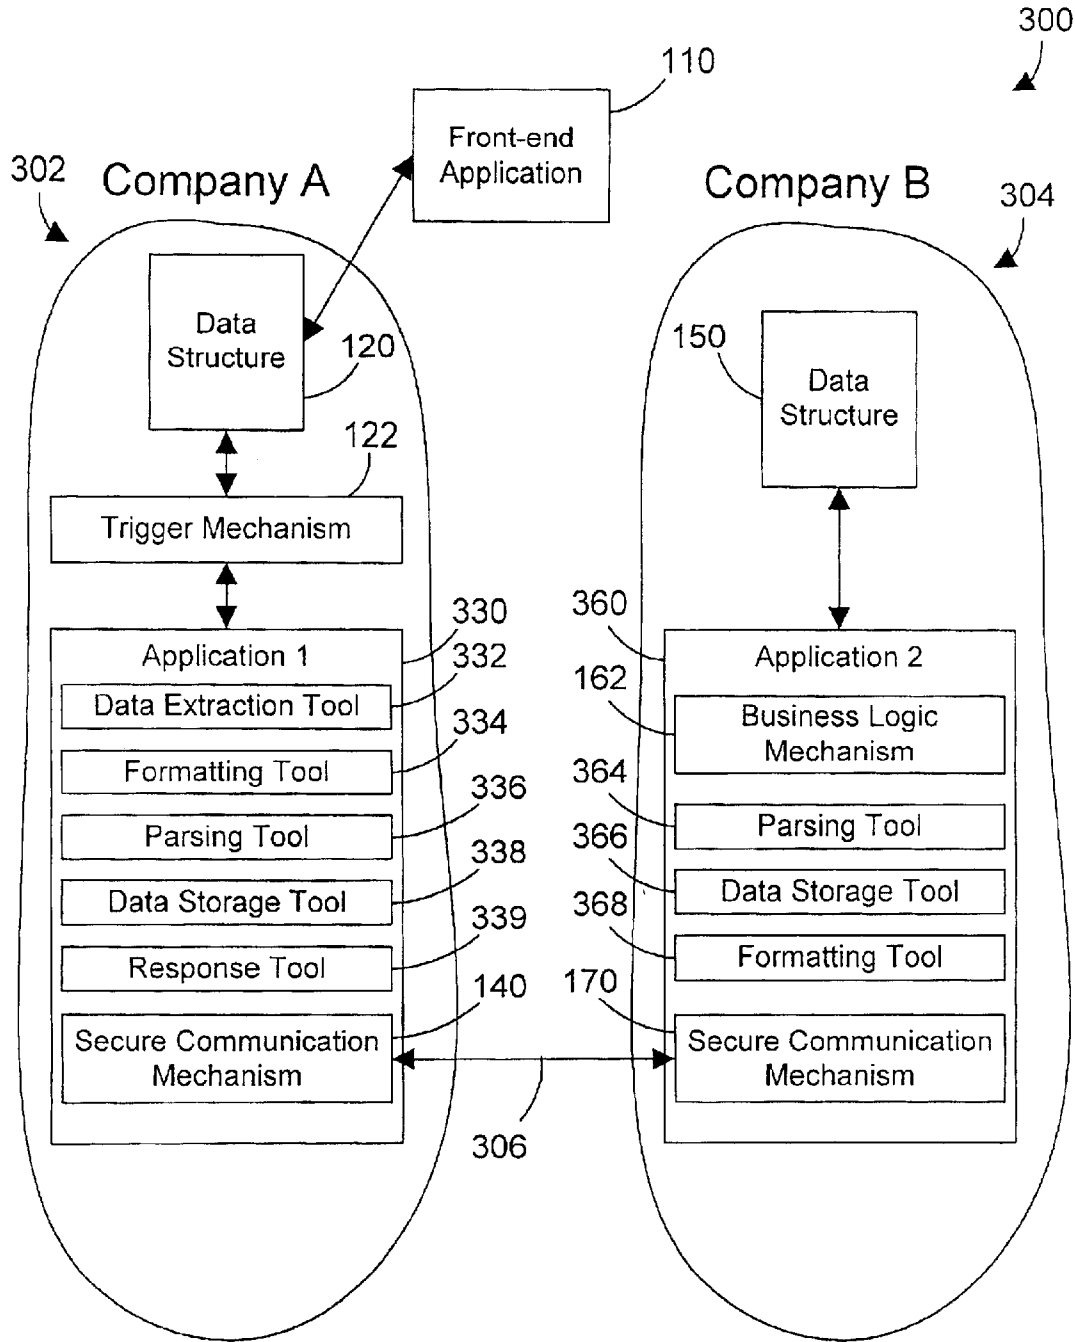 300
110
Front-end
Application
302
Company A
Company B
304
Data
Structure
120
150
Data
Structure
122
Trigger Mechanism
330
Application 1
332
Data Extraction Tool
334
Formatting Tool
336
Parsing Tool
338
Data Storage Tool
339
Response Tool
140
Secure Communication
Mechanism
306
360
Application 2
162
Business Logic
Mechanism
364
Parsing Tool
366
Data Storage Tool
368
Formatting Tool
170
Secure Communication
Mechanism